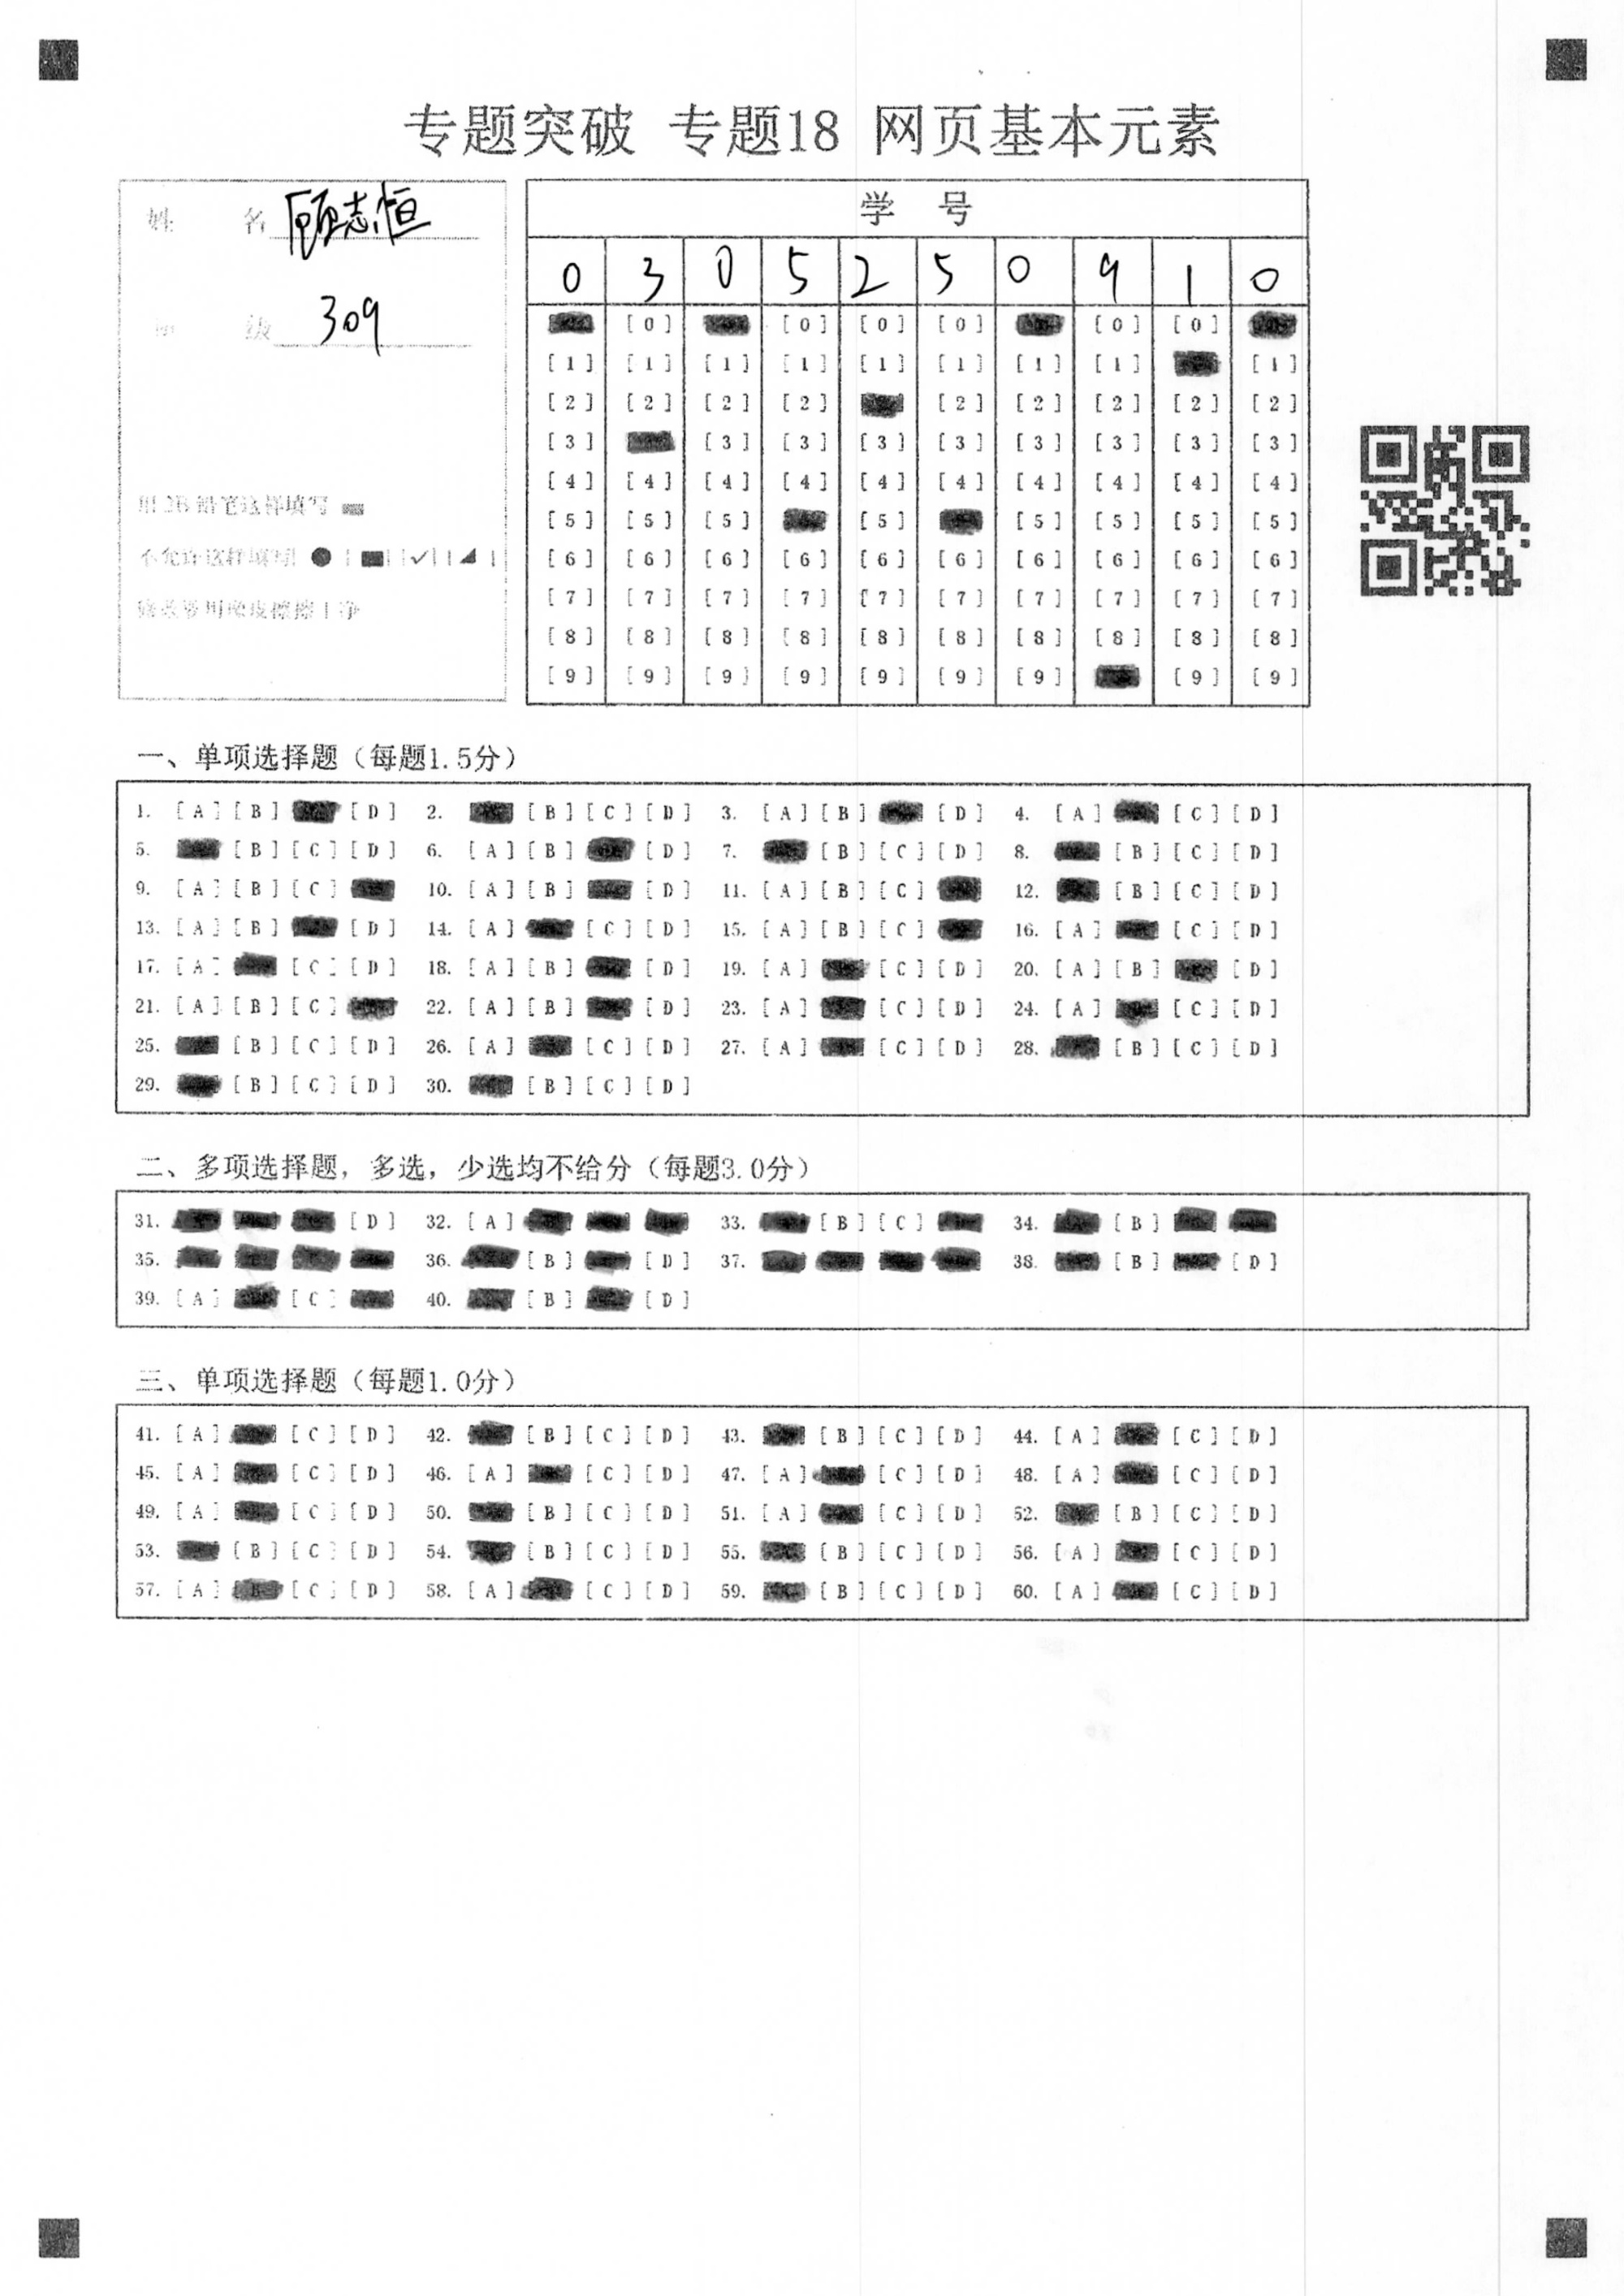 专题突破 专题18 网页基本元素
姓 名 顾志恒
级 309
用2B铅笔这样填写
不允许这样填写
修改要用橡皮擦擦干净
学 号
0 3 0 5 2 5 0 9 1 0
[0] [0] [0] [0] [0] [0]
[1] [1] [1] [1] [1] [1] [1] [1] [1]
[2] [2] [2] [2] [2] [2] [2] [2] [2]
[3] [3] [3] [3] [3] [3] [3] [3] [3]
[4] [4] [4] [4] [4] [4] [4] [4] [4] [4]
[5] [5] [5] [5] [5] [5] [5] [5]
[6] [6] [6] [6] [6] [6] [6] [6] [6] [6]
[7] [7] [7] [7] [7] [7] [7] [7] [7] [7]
[8] [8] [8] [8] [8] [8] [8] [8] [8] [8]
[9] [9] [9] [9] [9] [9] [9] [9] [9]
一、单项选择题（每题1.5分）
1. [A] [B] [D] 2. [B] [C] [D] 3. [A] [B] [D] 4. [A] [C] [D]
5. [B] [C] [D] 6. [A] [B] [D] 7. [B] [C] [D] 8. [B] [C] [D]
9. [A] [B] [C] 10. [A] [B] [D] 11. [A] [B] [C] 12. [B] [C] [D]
13. [A] [B] [D] 14. [A] [C] [D] 15. [A] [B] [C] 16. [A] [C] [D]
17. [A] [C] [D] 18. [A] [B] [D] 19. [A] [C] [D] 20. [A] [B] [D]
21. [A] [B] [C] 22. [A] [B] [D] 23. [A] [C] [D] 24. [A] [C] [D]
25. [B] [C] [D] 26. [A] [C] [D] 27. [A] [C] [D] 28. [B] [C] [D]
29. [B] [C] [D] 30. [B] [C] [D]
二、多项选择题，多选，少选均不给分（每题3.0分）
31. [D] 32. [A] 33. [B] [C] 34. [B]
35. 36. [B] [D] 37. 38. [B] [D]
39. [A] [C] 40. [B] [D]
三、单项选择题（每题1.0分）
41. [A] [C] [D] 42. [B] [C] [D] 43. [B] [C] [D] 44. [A] [C] [D]
45. [A] [C] [D] 46. [A] [C] [D] 47. [A] [C] [D] 48. [A] [C] [D]
49. [A] [C] [D] 50. [B] [C] [D] 51. [A] [C] [D] 52. [B] [C] [D]
53. [B] [C] [D] 54. [B] [C] [D] 55. [B] [C] [D] 56. [A] [C] [D]
57. [A] [B] [C] [D] 58. [A] [C] [D] 59. [B] [C] [D] 60. [A] [C] [D]